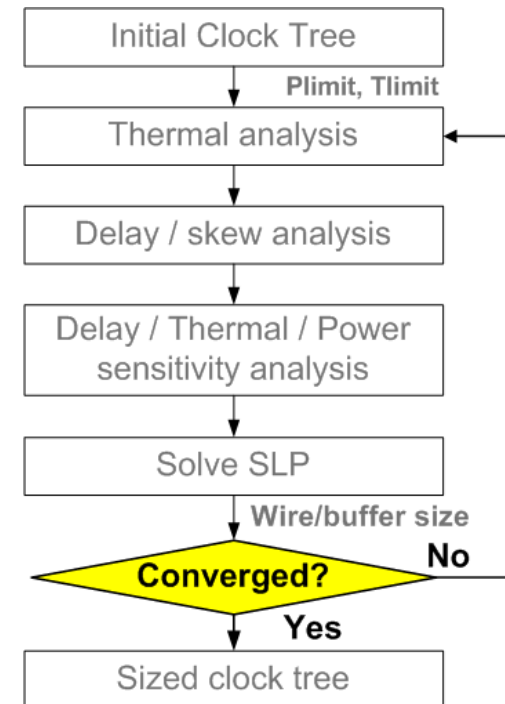 Initial Clock Tree
Plimit, Tlimit
Thermal analysis
Delay / skew analysis
Delay / Thermal / Power
sensitivity analysis
Solve SLP
Wire/buffer size
Converged?
No
Yes
Sized clock tree